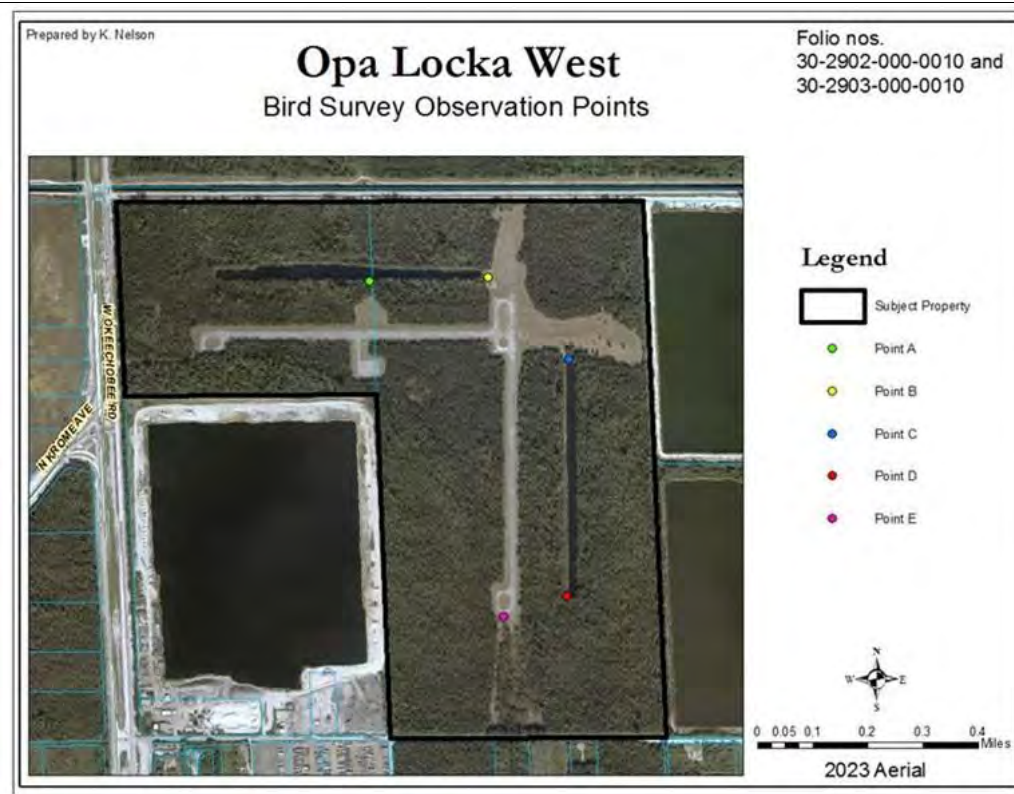 Prepared by K. Nelson
Opa Locka West
Bird Survey Observation Points
Folio nos.
30-2902-000-0010 and
30-2903-000-0010
W OKEECHOBEE RD
N KROME AVE
Legend
Subject Property
Point A
Point B
Point C
Point D
Point E
N
W E
S
0 0.05 0.1 0.2 0.3 0.4
Miles
2023 Aerial